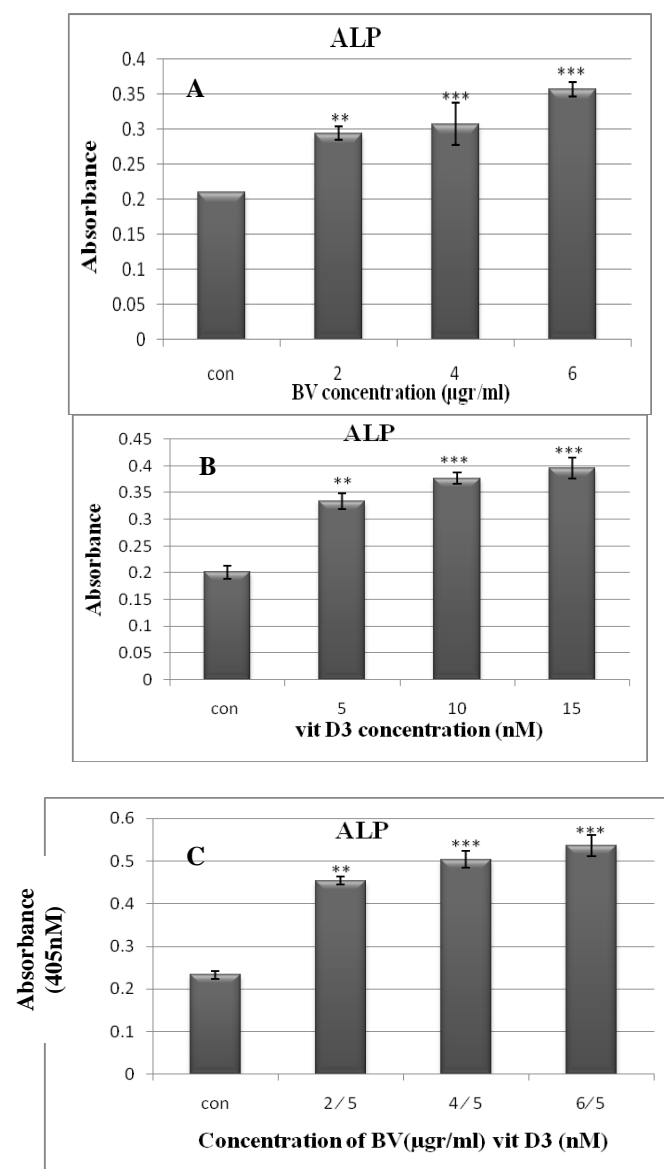 ALP
A
Absorbance
0.4
0.35
0.3
0.25
0.2
0.15
0.1
0.05
0
** *** ***
con 2 4 6
BV concentration (µgr/ml)
ALP
B
Absorbance
0.45
0.4
0.35
0.3
0.25
0.2
0.15
0.1
0.05
0
** *** ***
con 5 10 15
vit D3 concentration (nM)
ALP
C
Absorbance
(405nM)
0.6
0.5
0.4
0.3
0.2
0.1
0
** *** ***
con 2/5 4/5 6/5
Concentration of BV(µgr/ml) vit D3 (nM)